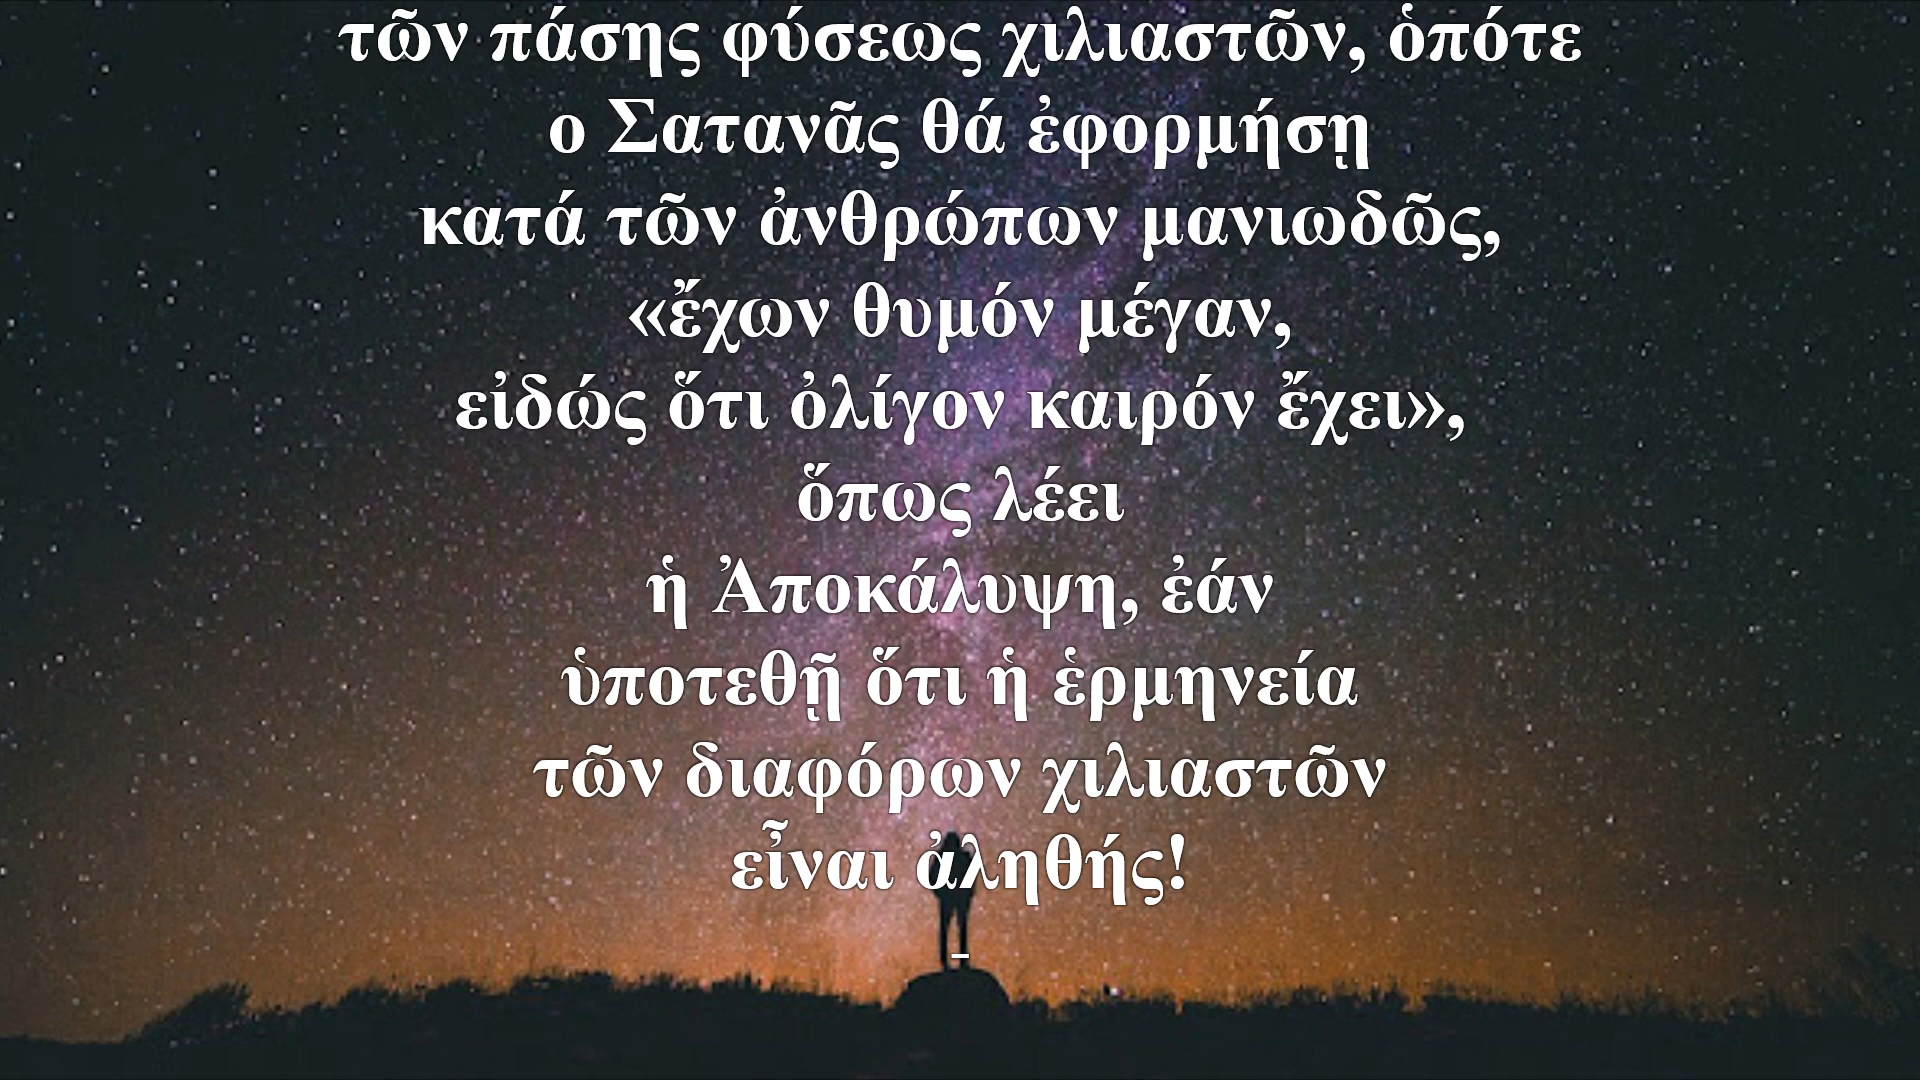 τῶν πάσης φύσεως χιλιαστῶν, ὁπότε
ο Σατανᾶς θά ἐφορμήσῃ
κατά τῶν ἀνθρώπων μανιωδῶς,
«ἔχων θυμόν μέγαν,
εἰδώς ὅτι ὀλίγον καιρόν ἔχει»,
ὅπως λέει
ἡ Ἀποκάλυψη, ἐάν
ὑποτεθῇ ὅτι ἡ ἑρμηνεία
τῶν διαφόρων χιλιαστῶν
εἶναι ἀληθής!
-